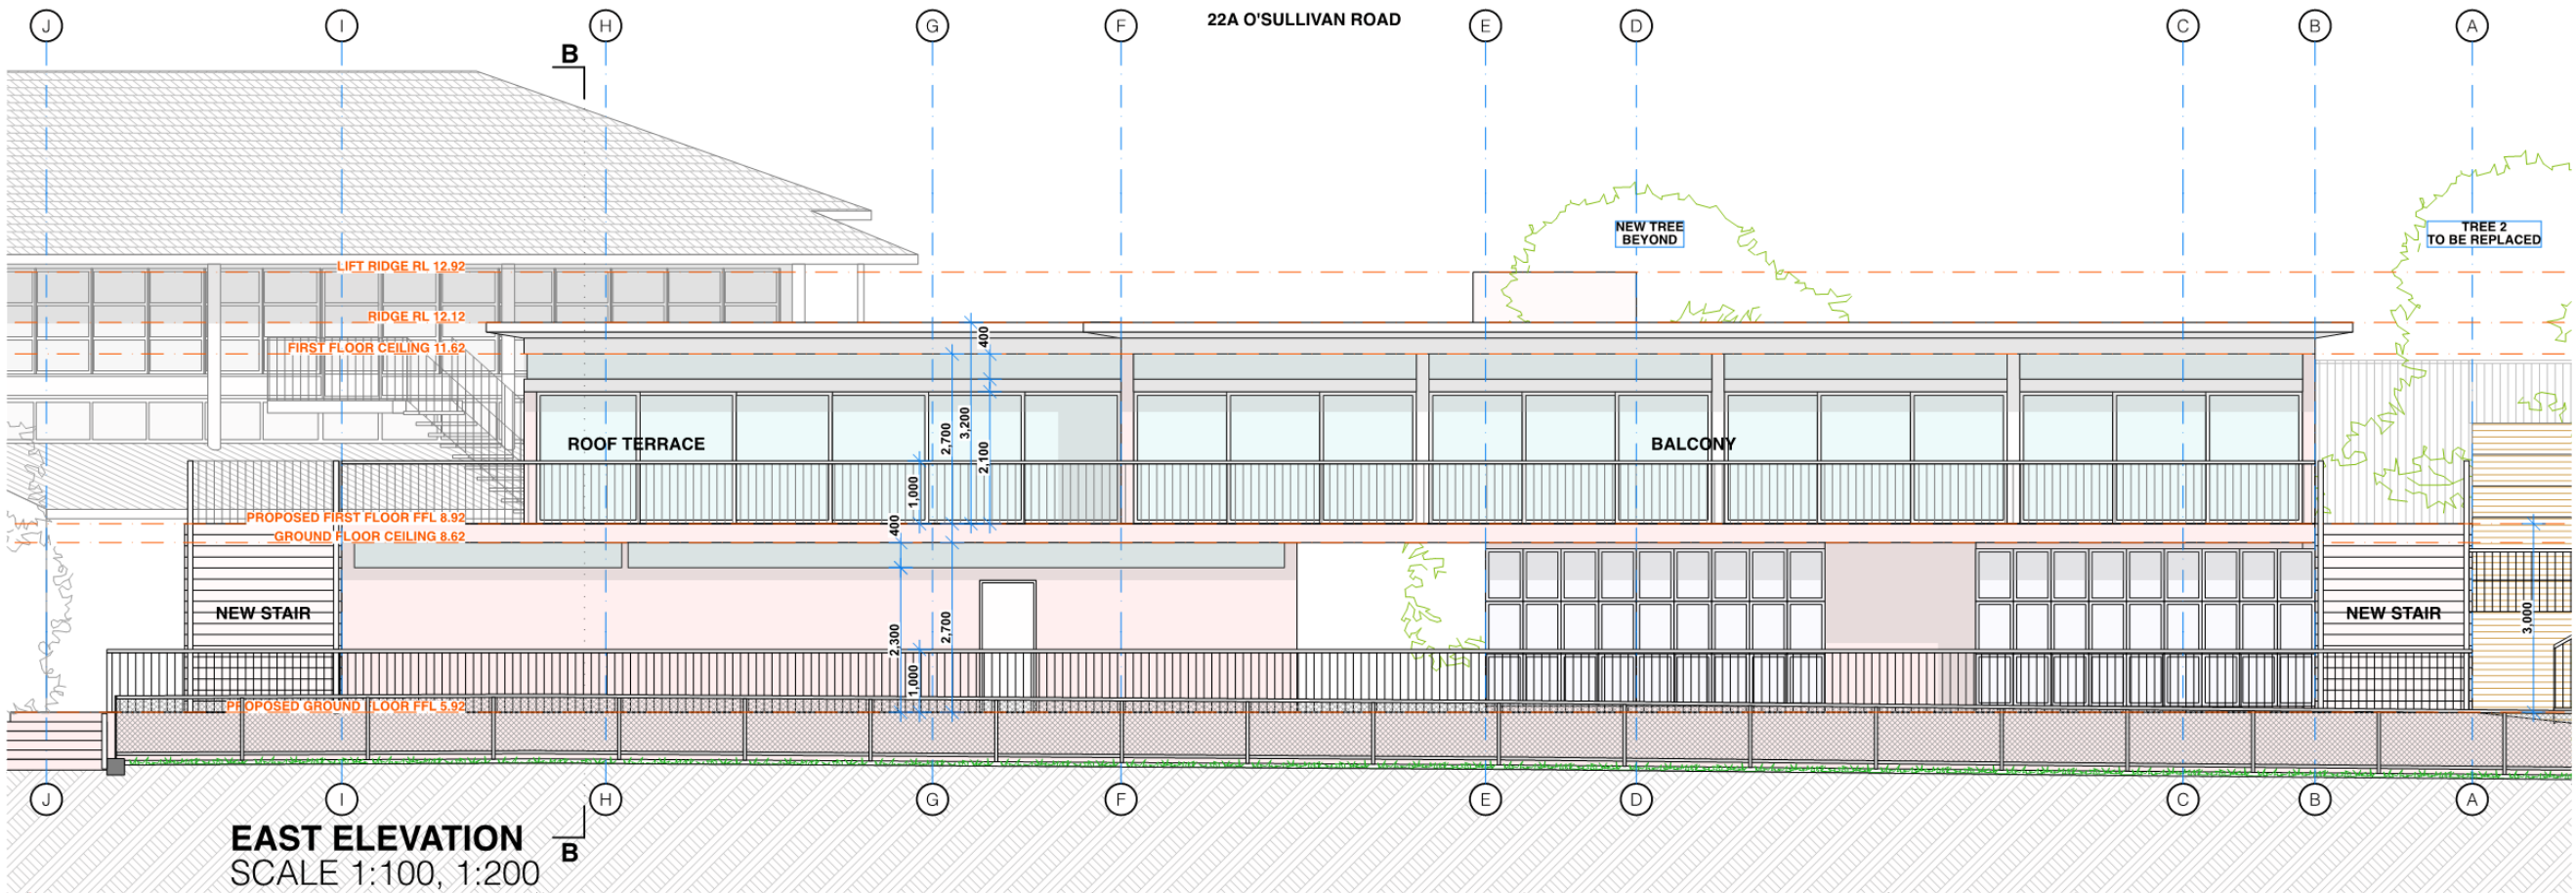 22A O'SULLIVAN ROAD
J I H G F E D C B A
B
NEW TREE
BEYOND
TREE 2
TO BE REPLACED
LIFT RIDGE RL 12.92
RIDGE RL 12.12
400
FIRST FLOOR CEILING 11.62
ROOF TERRACE
2,700
3,200
2,100
BALCONY
1,000
PROPOSED FIRST FLOOR FFL 8.92
400
GROUND FLOOR CEILING 8.62
NEW STAIR
2,300
2,700
NEW STAIR
3,000
1,000
PROPOSED GROUND FLOOR FFL 5.92
J I H G F E D C B A
EAST ELEVATION
B
SCALE 1:100, 1:200